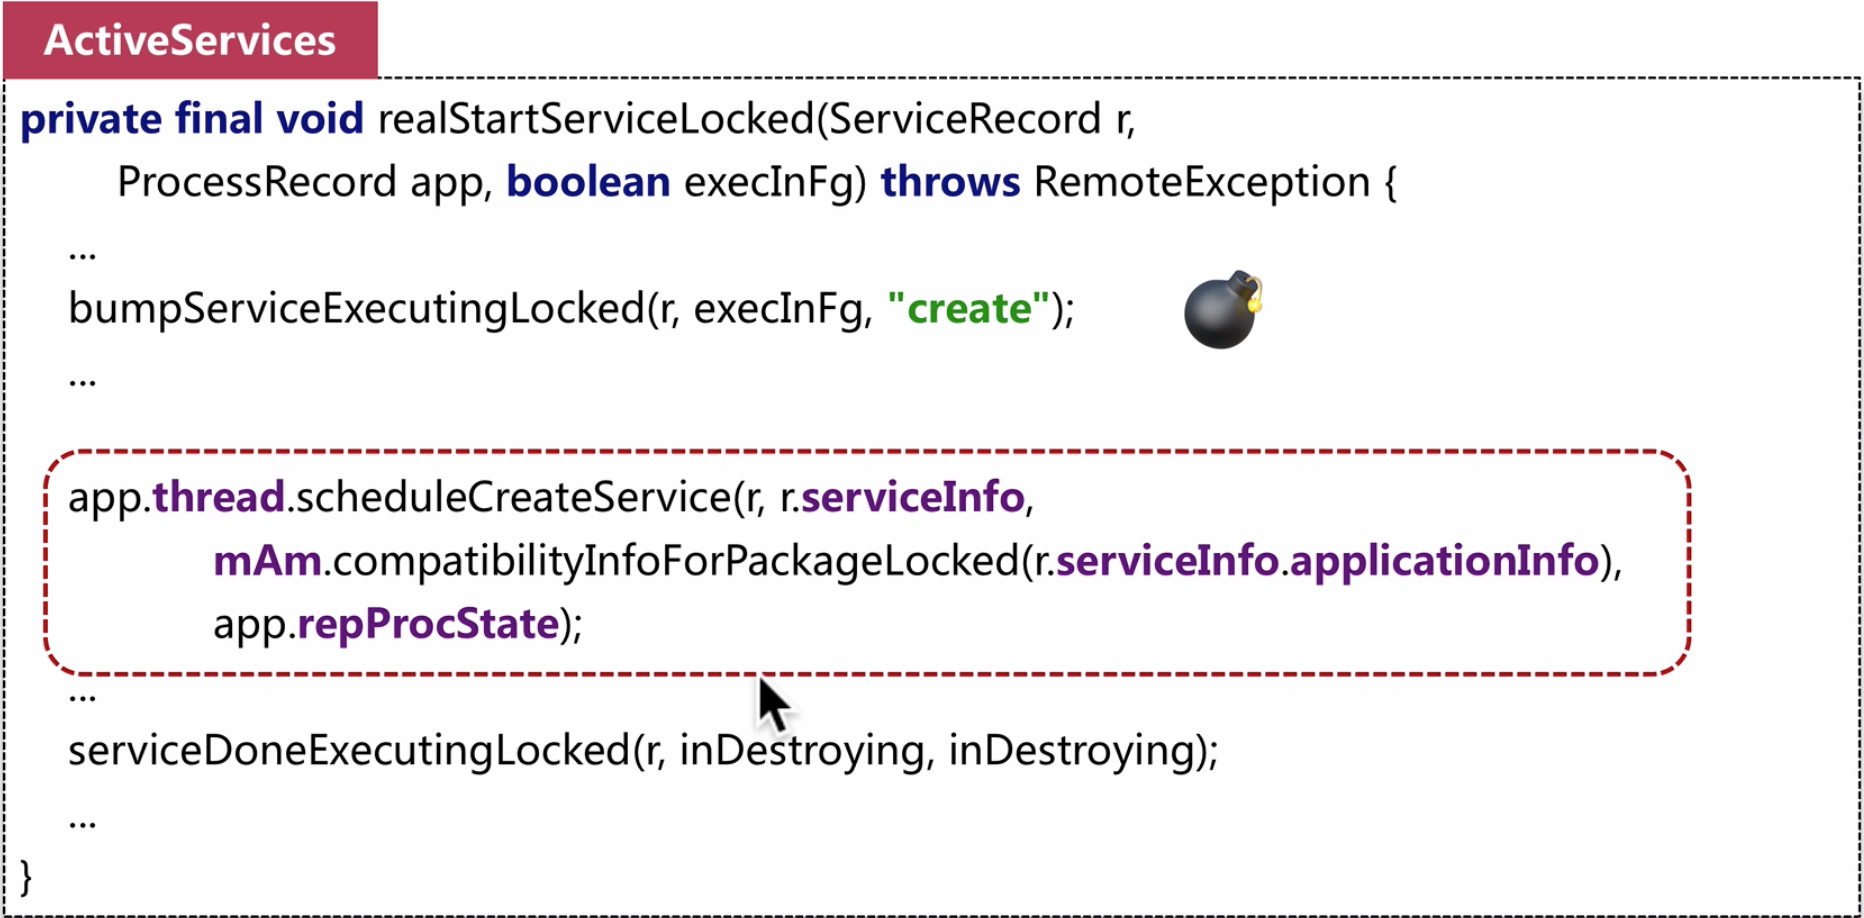 ActiveServices
private final void realStartServiceLocked(ServiceRecord r,
ProcessRecord app, boolean execInFg) throws RemoteException {
...
bumpServiceExecutingLocked(r, execInFg, "create");
...
app.thread.scheduleCreateService(r, r.serviceInfo,
mAm.compatibilityInfoForPackageLocked(r.serviceInfo.applicationInfo),
app.repProcState);
...
serviceDoneExecutingLocked(r, inDestroying, inDestroying);
...
}